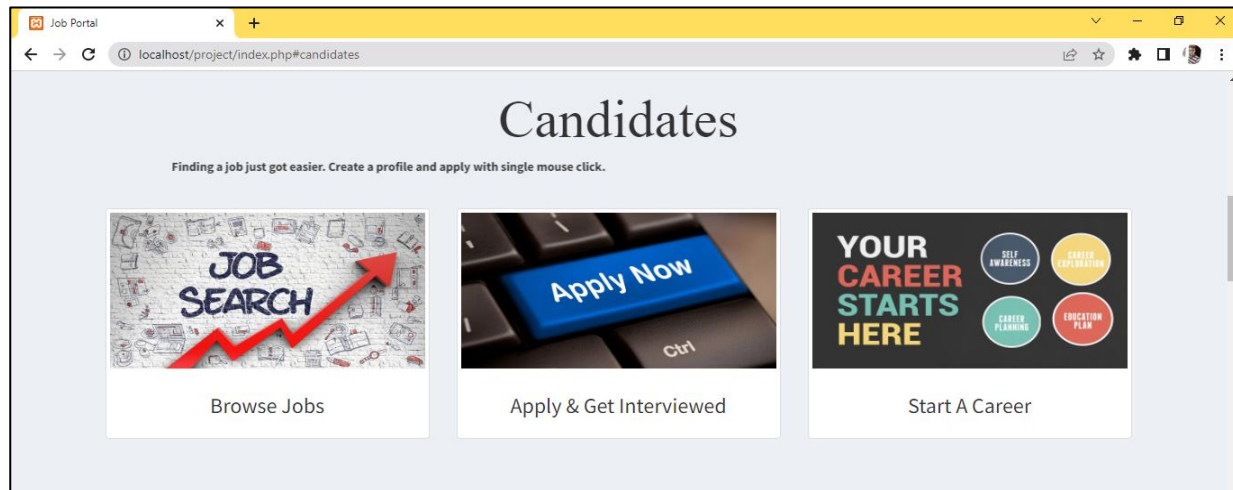 Job Portal
localhost/project/index.php#candidates
Candidates
Finding a job just got easier. Create a profile and apply with single mouse click.
JOB
SEARCH
Apply Now
Ctrl
YOUR
CAREER
STARTS
HERE
SELF
AWARENESS
CAREER
EXPLORATION
CAREER
PLANNING
EDUCATION
PLAN
Browse Jobs
Apply & Get Interviewed
Start A Career